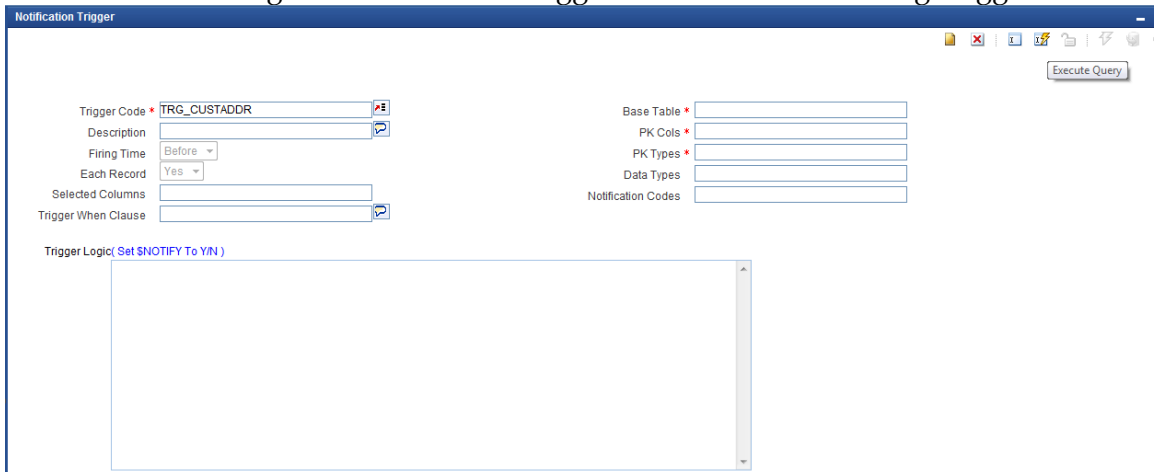 Notification Trigger
Execute Query
Trigger Code * TRG_CUSTADDR
Description
Firing Time Before
Each Record Yes
Selected Columns
Trigger When Clause
Base Table *
PK Cols *
PK Types *
Data Types
Notification Codes
Trigger Logic( Set $NOTIFY To Y/N )